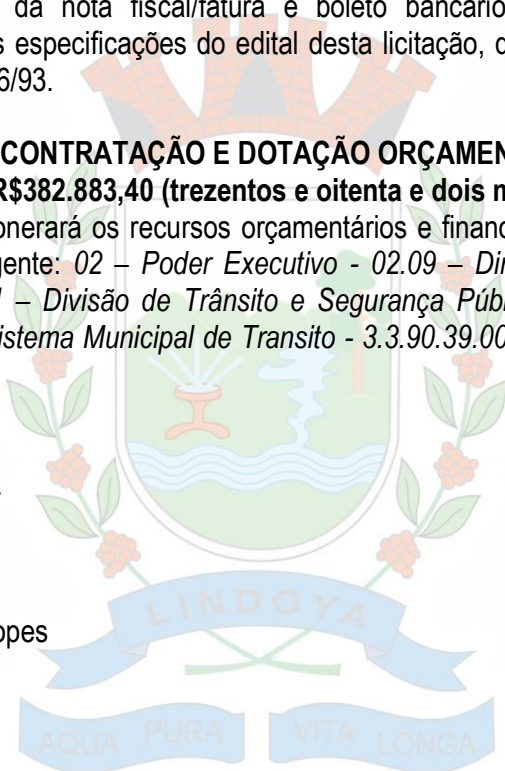 da nota fiscal/fatura e boleto bancário
s especificações do edital desta licitação,
6/93.
CONTRATAÇÃO E DOTAÇÃO ORÇAMEN
R$382.883,40 (trezentos e oitenta e dois m
onerará os recursos orçamentários e financ
gente: 02 – Poder Executivo - 02.09 – Dir
– Divisão de Trânsito e Segurança Públi
istema Municipal de Transito - 3.3.90.39.00
opes
LINDOYA
AQUA PURA VITA LONGA